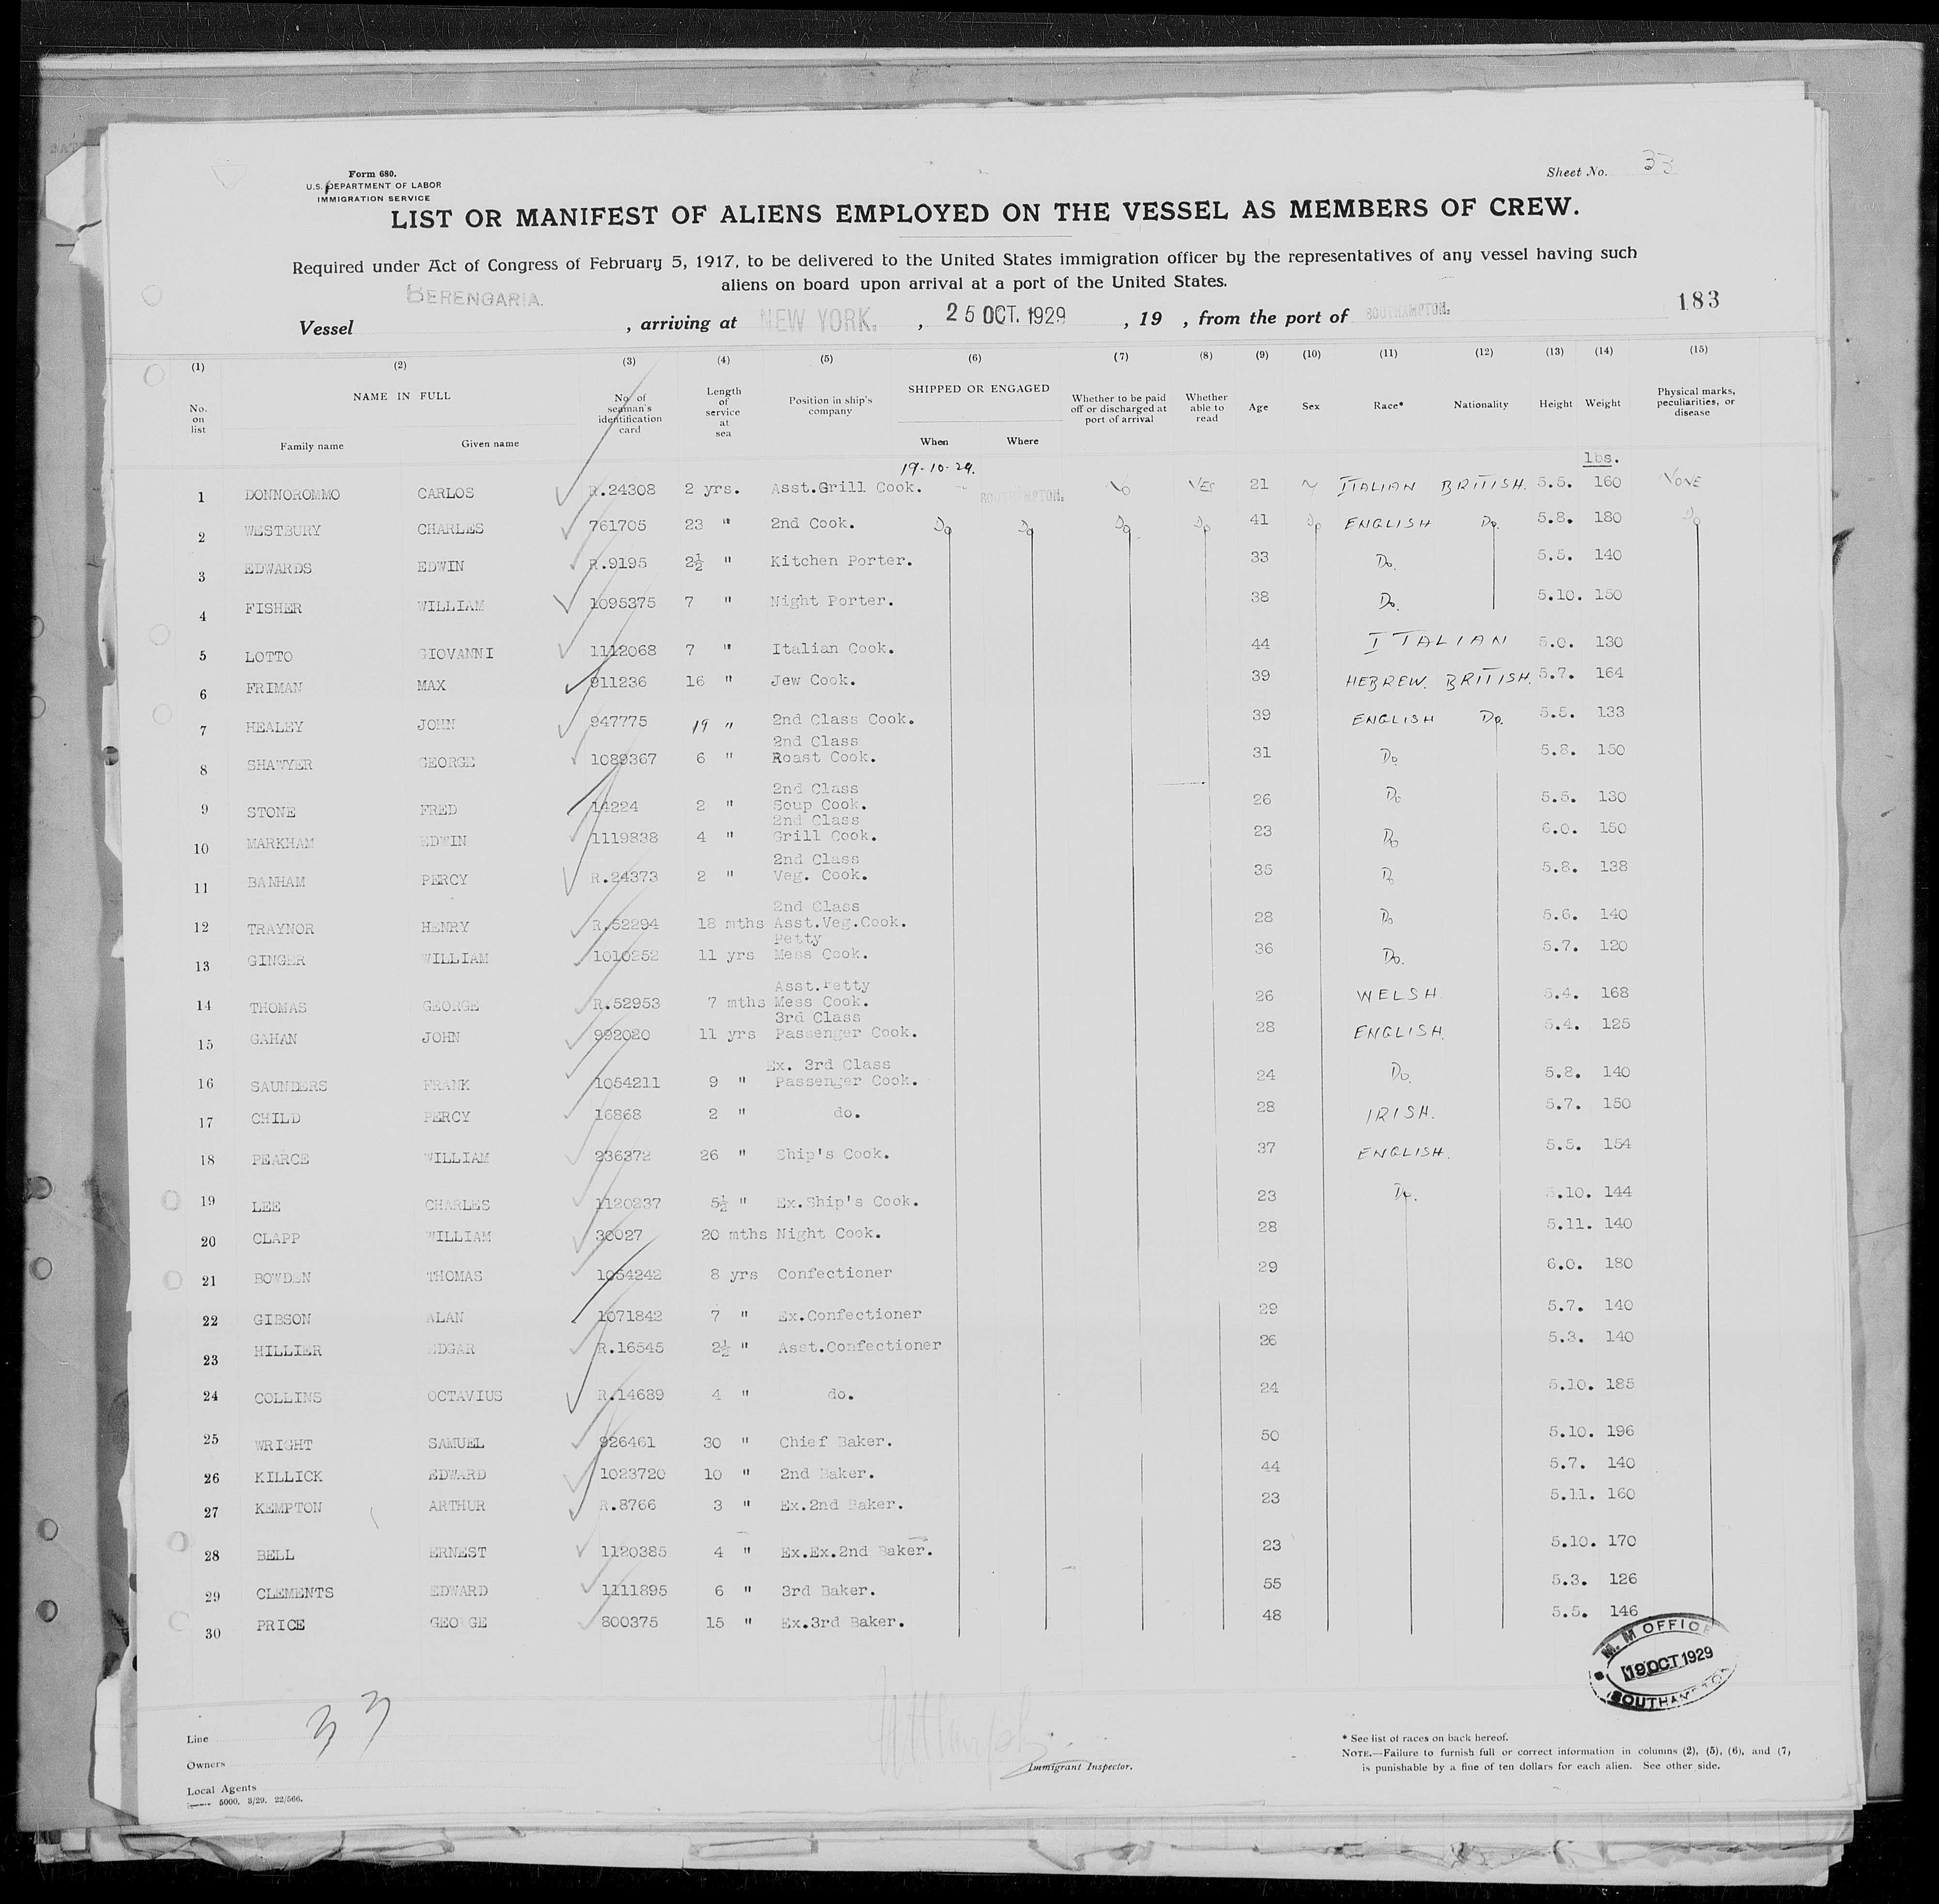 Sheet No. 33
Form 680.
U.S. DEPARTMENT OF LABOR
IMMIGRATION SERVICE
LIST OR MANIFEST OF ALIENS EMPLOYED ON THE VESSEL AS MEMBERS OF CREW.
Required under Act of Congress of February 5, 1917, to be delivered to the United States immigration officer by the representatives of any vessel having such
aliens on board upon arrival at a port of the United States.
183
Vessel BERENGARIA. , arriving at NEW YORK. , 25 OCT. 1929 , 19 , from the port of SOUTHAMPTON.
(1) (2) (3) (4) (5) (6) (7) (8) (9) (10) (11) (12) (13) (14) (15)
No. on list NAME IN FULL Family name Given name No. of seaman's identification card Length of service at sea Position in ship's company SHIPPED OR ENGAGED When Where Whether to be paid off or discharged at port of arrival Whether able to read Age Sex Race* Nationality Height Weight Physical marks, peculiarities, or disease
19-10-29. lbs.
1 DONNOROMMO CARLOS R.24308 2 yrs. Asst.Grill Cook. SOUTHAMPTON. NO YES 21 ITALIAN BRITISH. 5.5. 160 NONE
2 WESTBURY CHARLES 761705 23 " 2nd Cook. Do Do Do Do 41 Do ENGLISH Do. 5.8. 180 Do
3 EDWARDS EDWIN R.9195 2½ " Kitchen Porter. 33 Do. 5.5. 140
4 FISHER WILLIAM 1095375 7 " Night Porter. 38 Do. 5.10. 150
5 LOTTO GIOVANNI 1112068 7 " Italian Cook. 44 ITALIAN 5.0. 130
6 FRIMAN MAX 911236 16 " Jew Cook. 39 HEBREW. BRITISH. 5.7. 164
7 HEALEY JOHN 947775 19 " 2nd Class Cook. 39 ENGLISH Do. 5.5. 133
8 SHAWYER GEORGE 1089367 6 " 2nd Class Roast Cook. 31 Do 5.8. 150
9 STONE FRED 14224 2 " 2nd Class Soup Cook. 26 Do 5.5. 130
10 MARKHAM EDWIN 1119838 4 " 2nd Class Grill Cook. 23 Do 6.0. 150
11 BANHAM PERCY R.24373 2 " 2nd Class Veg. Cook. 35 Do 5.8. 138
12 TRAYNOR HENRY R.52294 18 mths 2nd Class Asst.Veg.Cook. 28 Do 5.6. 140
13 GINGER WILLIAM 1010252 11 yrs Petty Mess Cook. 36 Do. 5.7. 120
14 THOMAS GEORGE R.52953 7 mths Asst.Petty Mess Cook. 26 WELSH 5.4. 168
15 GAHAN JOHN 992020 11 yrs 3rd Class Passenger Cook. 28 ENGLISH. 5.4. 125
16 SAUNDERS FRANK 1054211 9 " Ex. 3rd Class Passenger Cook. 24 Do. 5.8. 140
17 CHILD PERCY 16868 2 " do. 28 IRISH. 5.7. 150
18 PEARCE WILLIAM 236372 26 " Ship's Cook. 37 ENGLISH. 5.5. 154
19 LEE CHARLES 1120237 5½ " Ex.Ship's Cook. 23 Do. 5.10. 144
20 CLAPP WILLIAM 30027 20 mths Night Cook. 28 5.11. 140
21 BOWDEN THOMAS 1054242 8 yrs Confectioner 29 6.0. 180
22 GIBSON ALAN 1071842 7 " Ex.Confectioner 29 5.7. 140
23 HILLIER EDGAR R.16545 2½ " Asst.Confectioner 26 5.3. 140
24 COLLINS OCTAVIUS R.14689 4 " do. 24 5.10. 185
25 WRIGHT SAMUEL 926461 30 " Chief Baker. 50 5.10. 196
26 KILLICK EDWARD 1023720 10 " 2nd Baker. 44 5.7. 140
27 KEMPTON ARTHUR R.8766 3 " Ex.2nd Baker. 23 5.11. 160
28 BELL ERNEST 1120385 4 " Ex.Ex.2nd Baker. 23 5.10. 170
29 CLEMENTS EDWARD 1111895 6 " 3rd Baker. 55 5.3. 126
30 PRICE GEORGE 800375 15 " Ex.3rd Baker. 48 5.5. 146
M.M OFFICE
19 OCT 1929
SOUTHAMPTON
33
Line
Owners
Local Agents
5000. 3/29. 22/566.
Immigrant Inspector.
* See list of races on back hereof.
NOTE.—Failure to furnish full or correct information in columns (2), (5), (6), and (7,
is punishable by a fine of ten dollars for each alien. See other side.